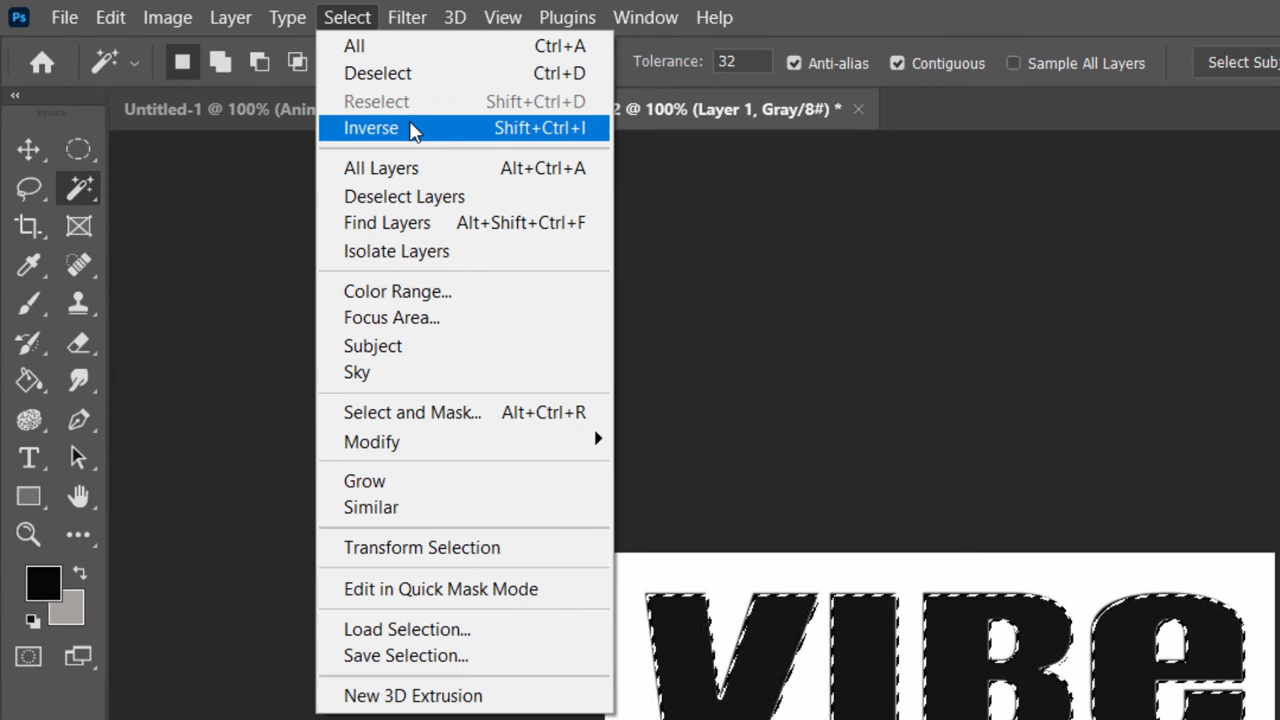 Ps File Edit Image Layer Type Select Filter 3D View Plugins Window Help
Tolerance: 32 Anti-alias Contiguous Sample All Layers Select Sub
Untitled-1 @ 100% (Ani
2 @ 100% (Layer 1, Gray/8#) *
All Ctrl+A
Deselect Ctrl+D
Reselect Shift+Ctrl+D
Inverse Shift+Ctrl+I
All Layers Alt+Ctrl+A
Deselect Layers
Find Layers Alt+Shift+Ctrl+F
Isolate Layers
Color Range...
Focus Area...
Subject
Sky
Select and Mask... Alt+Ctrl+R
Modify
Grow
Similar
Transform Selection
Edit in Quick Mask Mode
Load Selection...
Save Selection...
New 3D Extrusion
VIBe